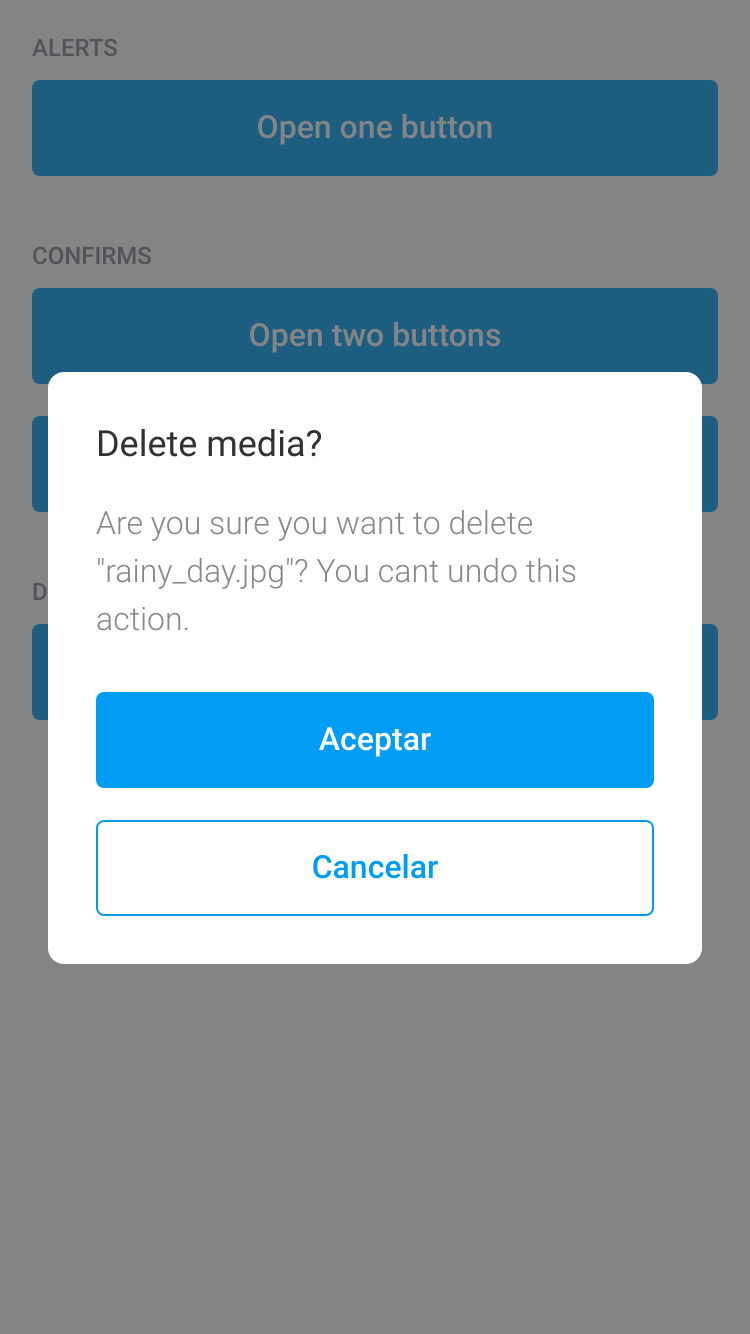 ALERTS
Open one button
CONFIRMS
Open two buttons
Delete media?
Are you sure you want to delete
"rainy_day.jpg"? You cant undo this
action.
Aceptar
Cancelar